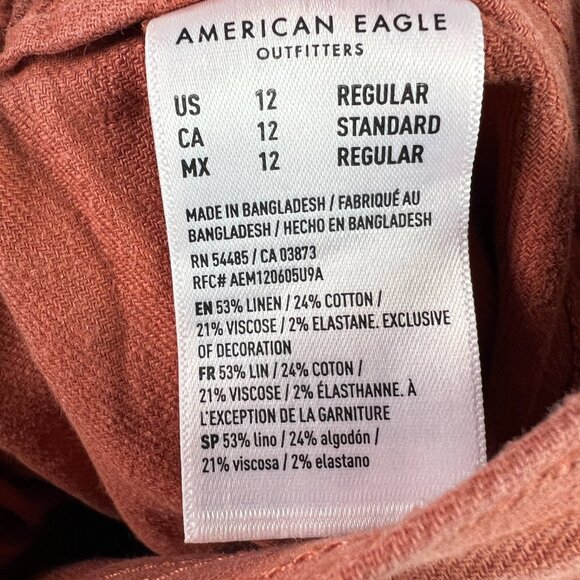 AMERICAN EAGLE
OUTFITTERS
US 12 REGULAR
CA 12 STANDARD
MX 12 REGULAR
MADE IN BANGLADESH / FABRIQUÉ AU
BANGLADESH / HECHO EN BANGLADESH
RN 54485 / CA 03873
RFC# AEM120605U9A
EN 53% LINEN / 24% COTTON /
21% VISCOSE / 2% ELASTANE. EXCLUSIVE
OF DECORATION
FR 53% LIN / 24% COTON /
21% VISCOSE / 2% ÉLASTHANNE. À
L'EXCEPTION DE LA GARNITURE
SP 53% lino / 24% algodón /
21% viscosa / 2% elastano